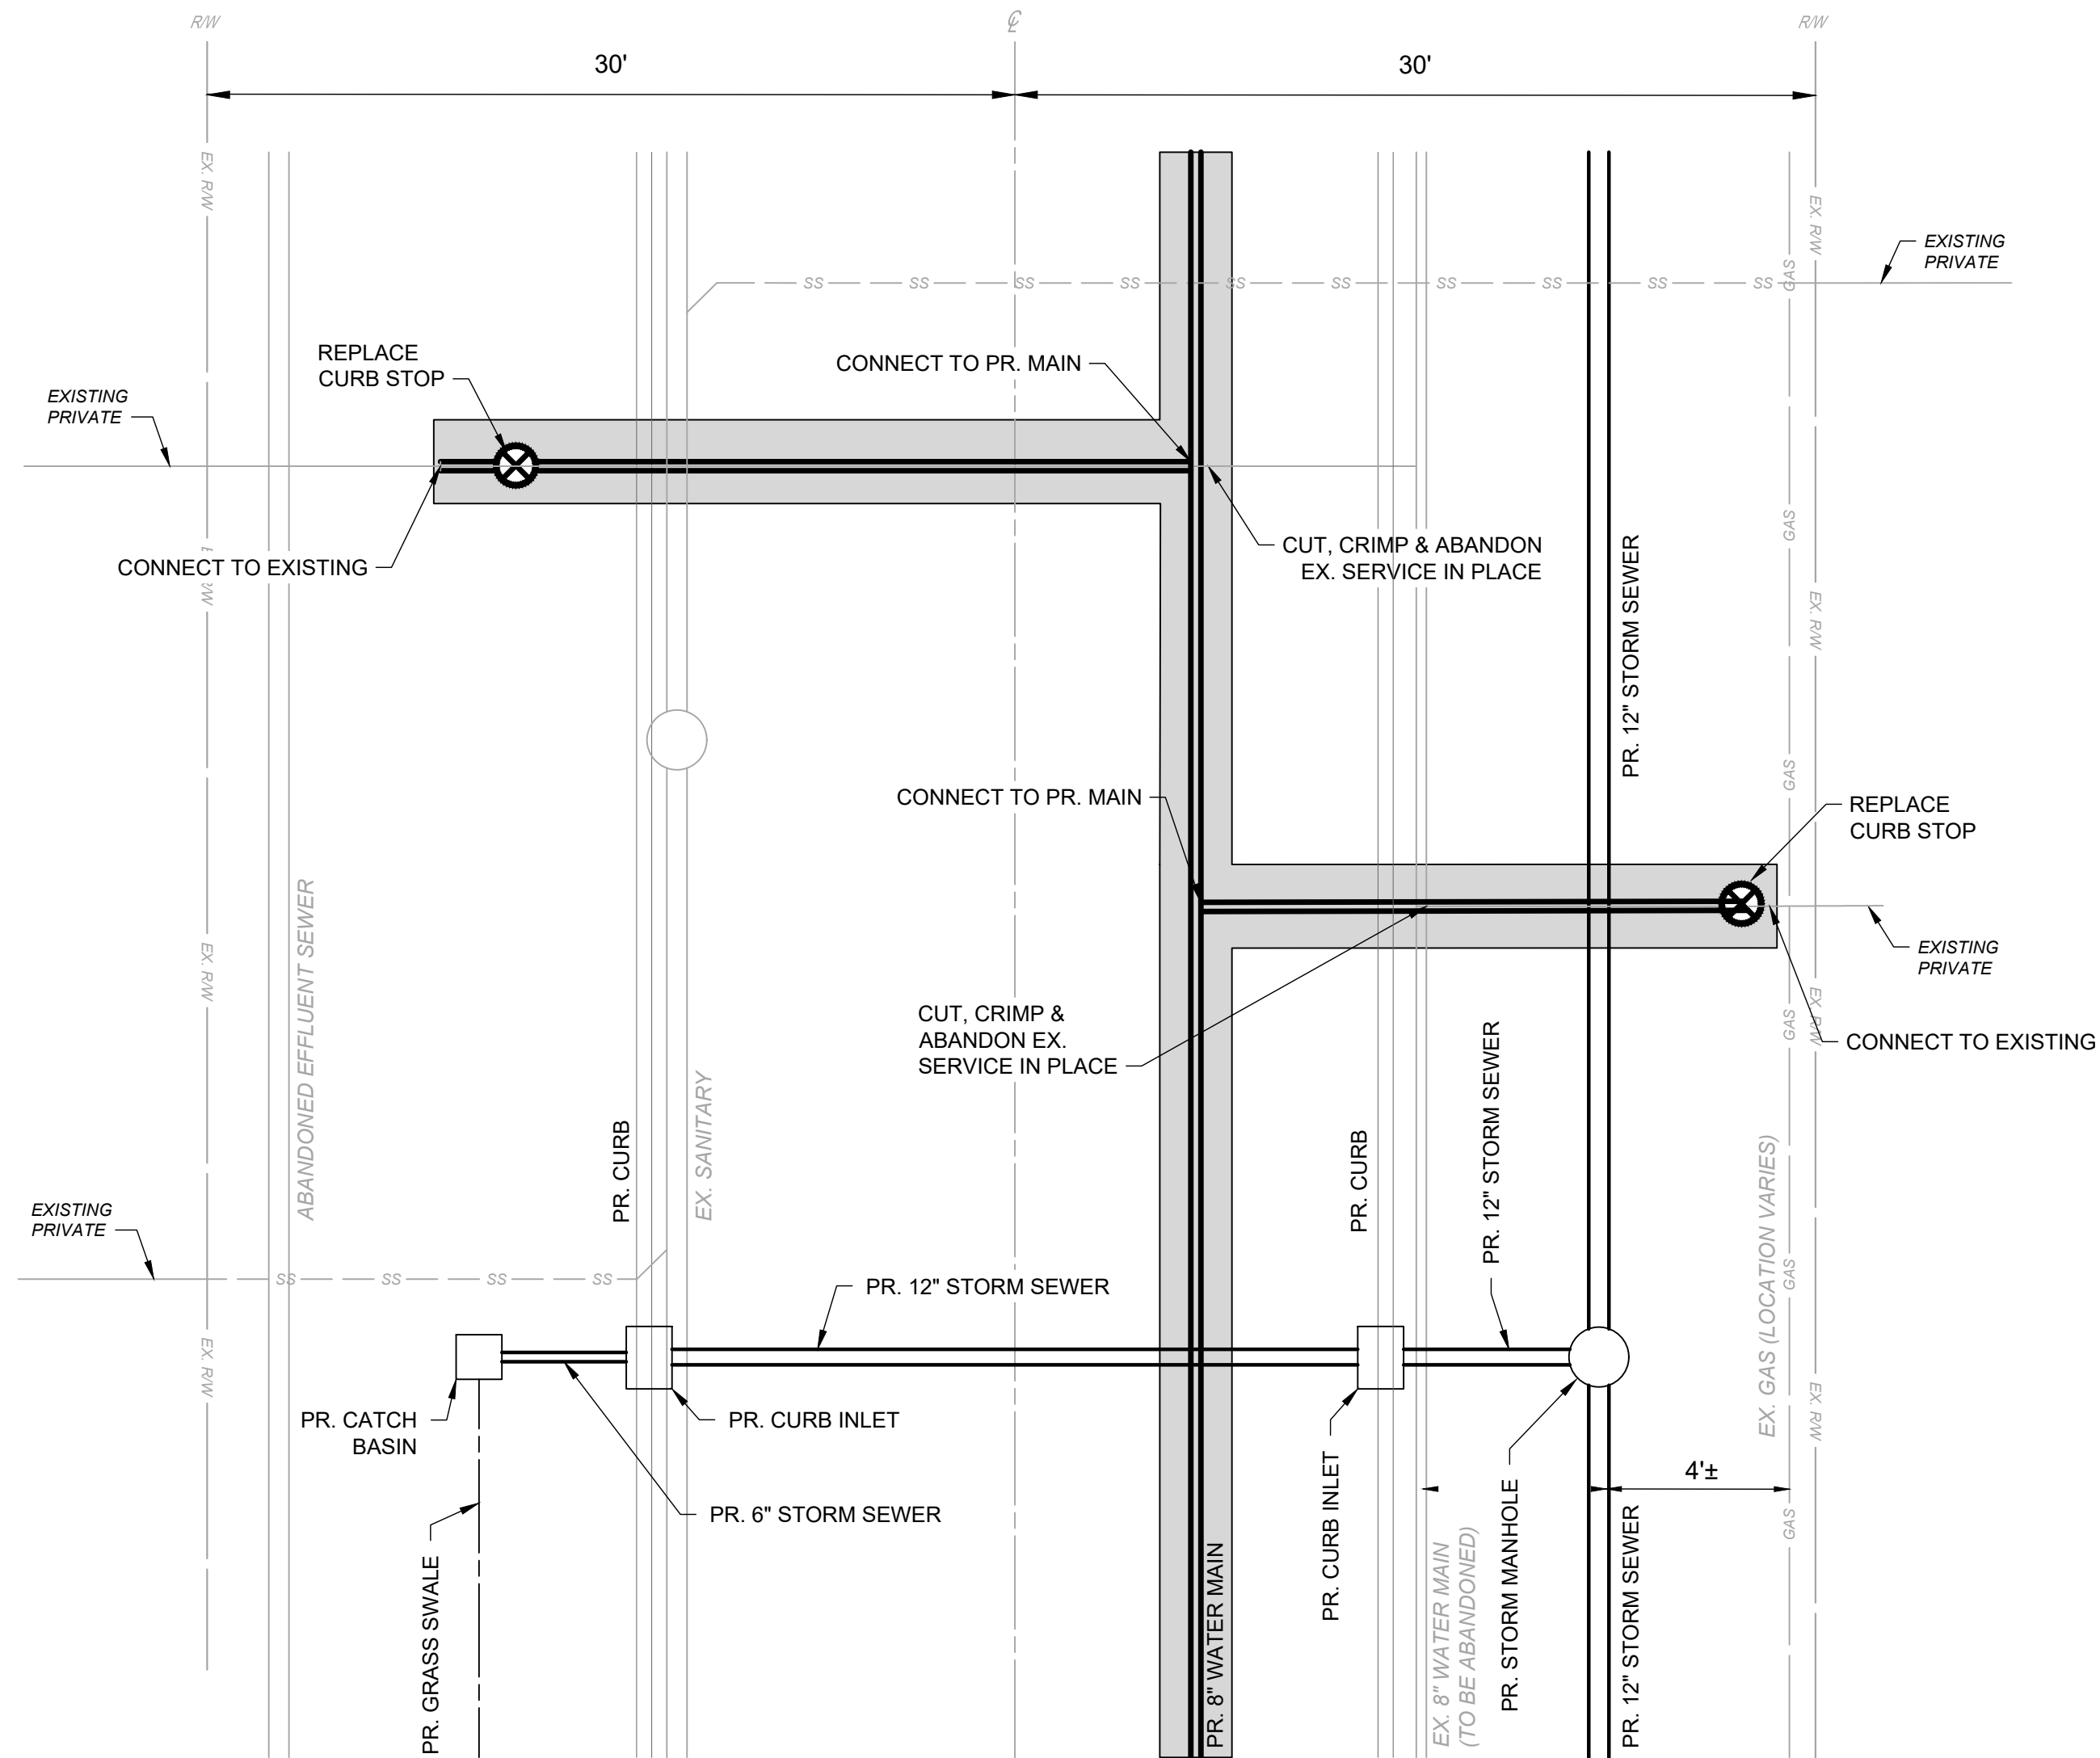 R/W
℄
R/W
30'
30'
EX. R/W
EX. R/W
GAS
EXISTING
PRIVATE
SS
SS
SS
SS
SS
SS
SS
SS
SS
SS
REPLACE
CURB STOP
CONNECT TO PR. MAIN
EXISTING
PRIVATE
GAS
CONNECT TO EXISTING
CUT, CRIMP & ABANDON
EX. SERVICE IN PLACE
EX. R/W
PR. 12" STORM SEWER
GAS
CONNECT TO PR. MAIN
REPLACE
CURB STOP
EX. R/W
ABANDONED EFFLUENT SEWER
EXISTING
PRIVATE
CUT, CRIMP &
ABANDON EX.
SERVICE IN PLACE
GAS
EX. R/W
CONNECT TO EXISTING
PR. CURB
EX. SANITARY
PR. CURB
PR. 12" STORM SEWER
EX. GAS (LOCATION VARIES)
EXISTING
PRIVATE
SS
SS
SS
SS
PR. 12" STORM SEWER
GAS
EX. R/W
EX. R/W
PR. CATCH
BASIN
PR. CURB INLET
PR. 6" STORM SEWER
4'±
GAS
PR. GRASS SWALE
PR. 8" WATER MAIN
PR. CURB INLET
EX. 8" WATER MAIN
(TO BE ABANDONED)
PR. STORM MANHOLE
PR. 12" STORM SEWER